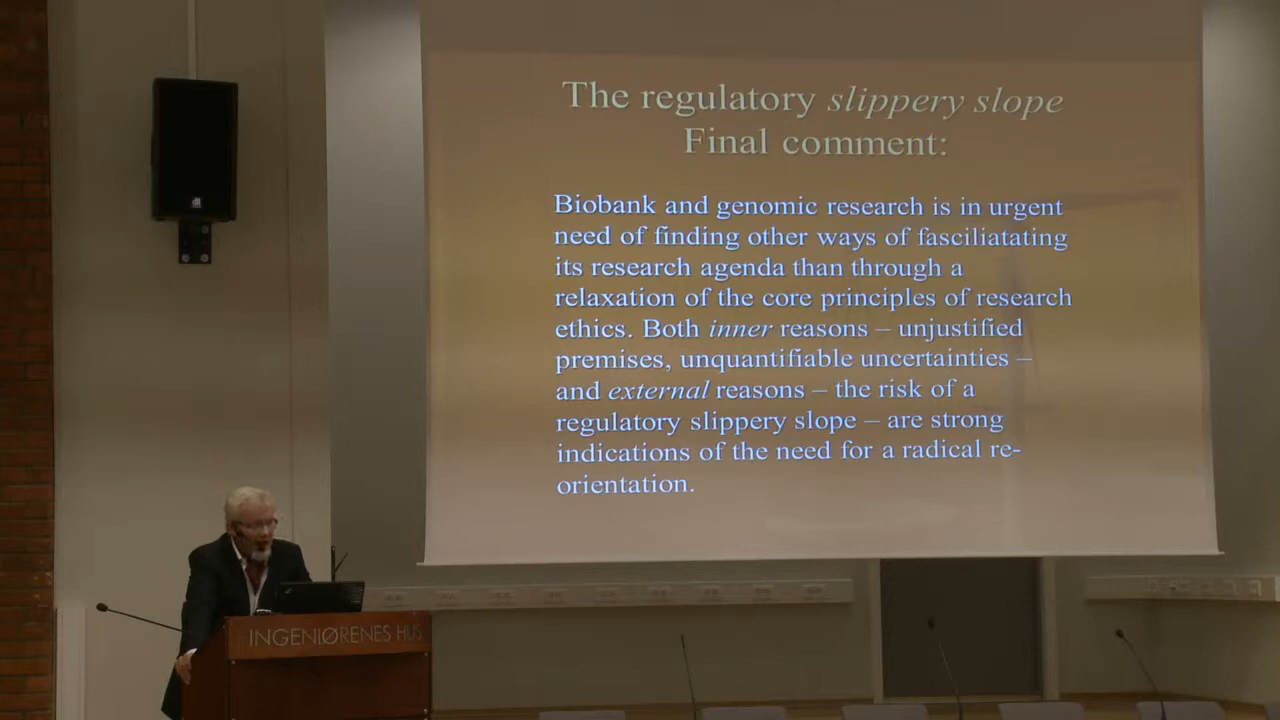 The regulatory slippery slope
Final comment:
Biobank and genomic research is in urgent
need of finding other ways of fasciliatating
its research agenda than through a
relaxation of the core principles of research
ethics. Both inner reasons – unjustified
premises, unquantifiable uncertainties –
and external reasons – the risk of a
regulatory slippery slope – are strong
indications of the need for a radical re-
orientation.
INGENIØRENES HUS